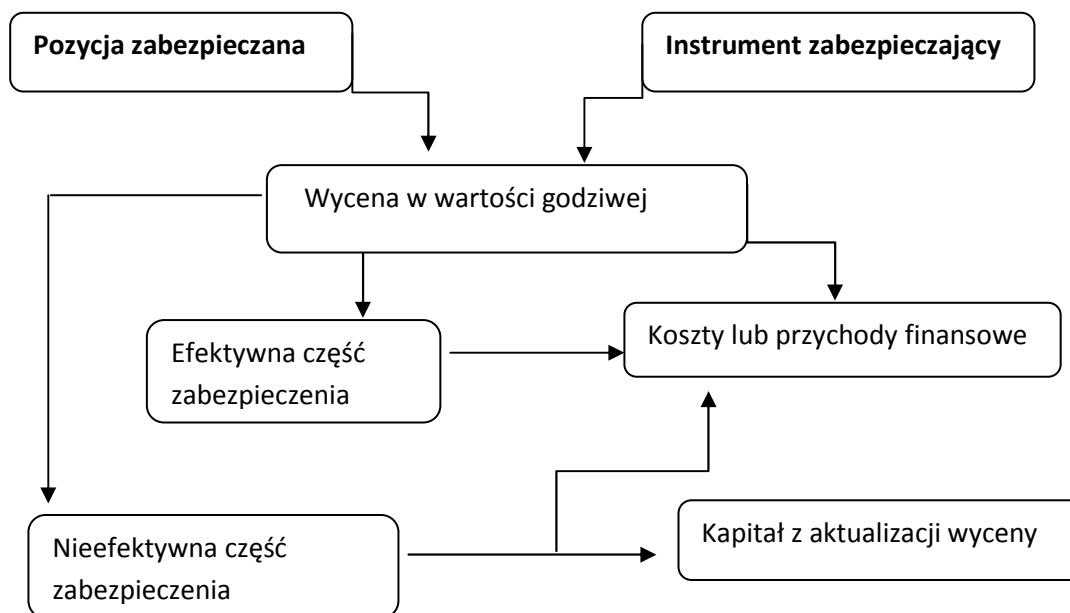 Pozycja zabezpieczana
Instrument zabezpieczający
Wycena w wartości godziwej
Efektywna część
zabezpieczenia
Koszty lub przychody finansowe
Nieefektywna część
zabezpieczenia
Kapitał z aktualizacji wyceny